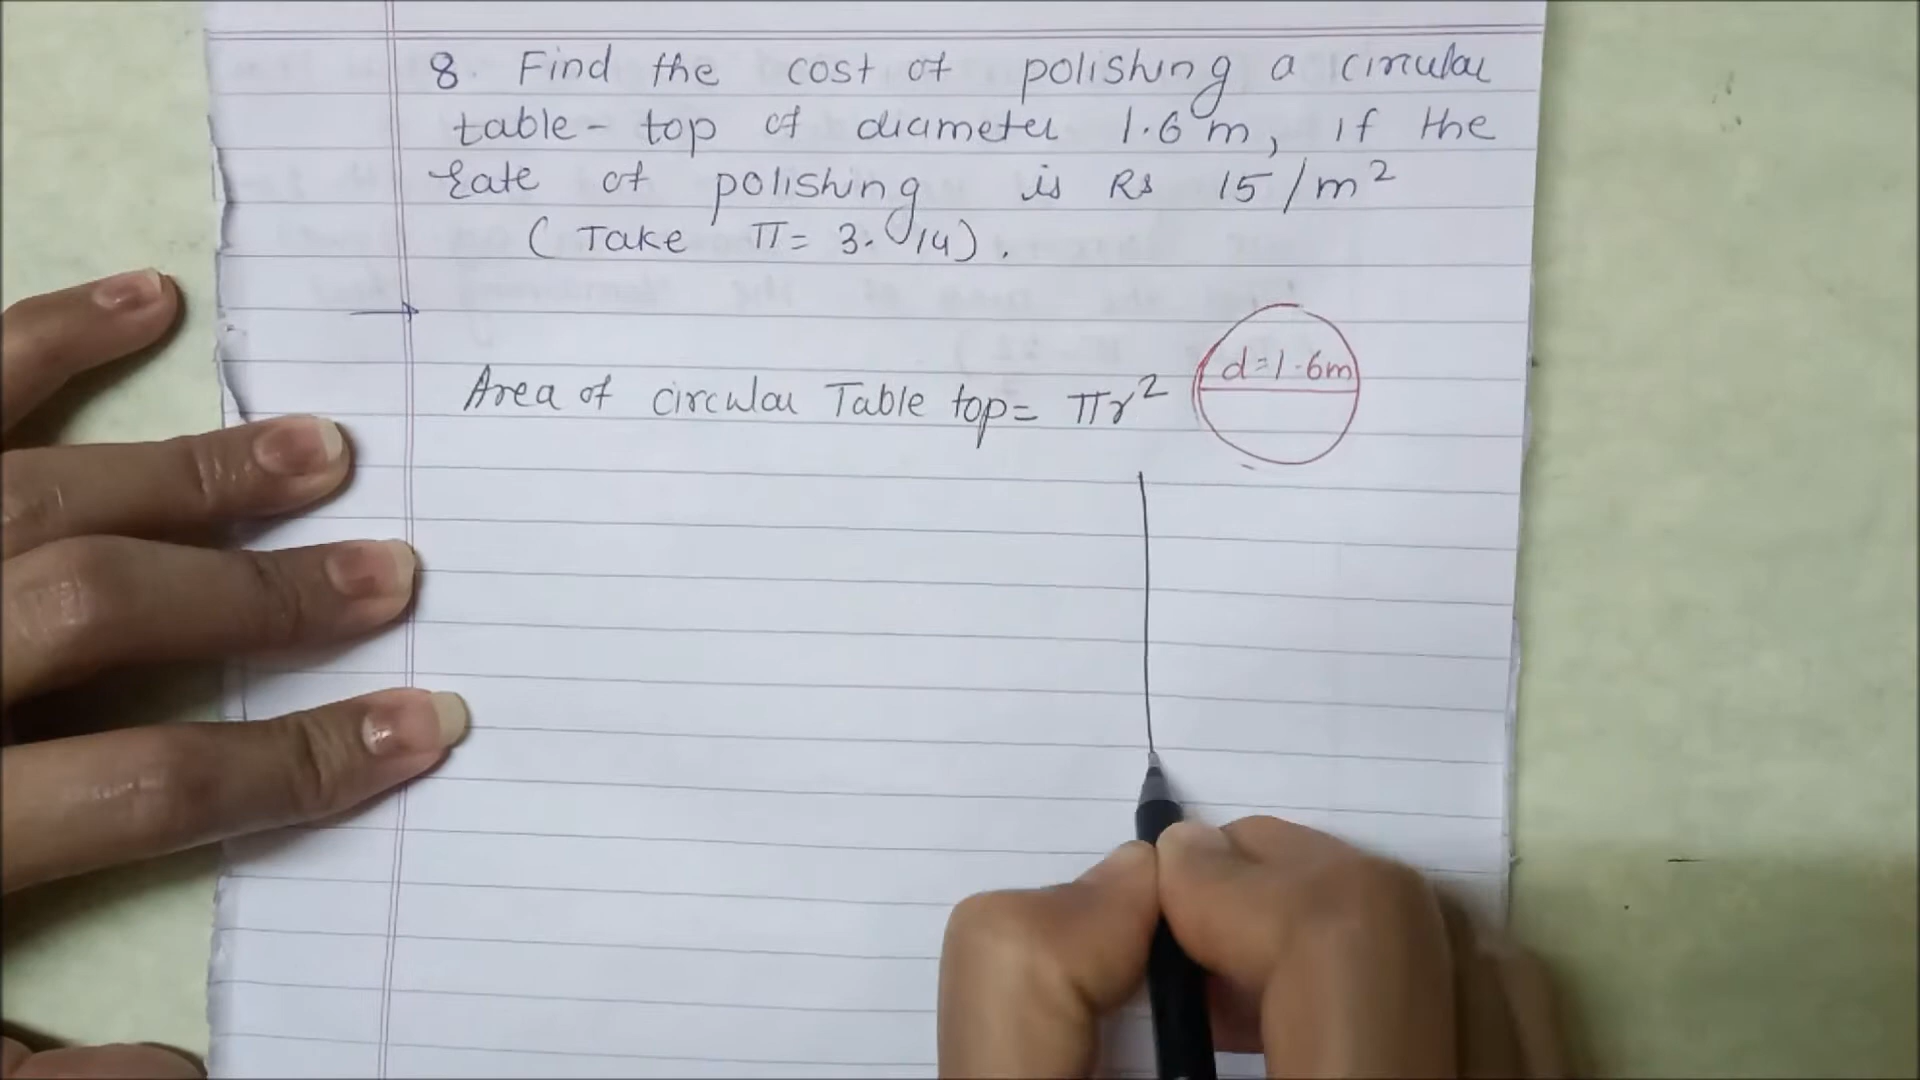 8. Find the cost of polishing a circular
table-top of diameter 1.6 m, if the
rate of polishing is Rs 15/m²
(Take π = 3.14).
d=1.6m
Area of circular Table top = πr²